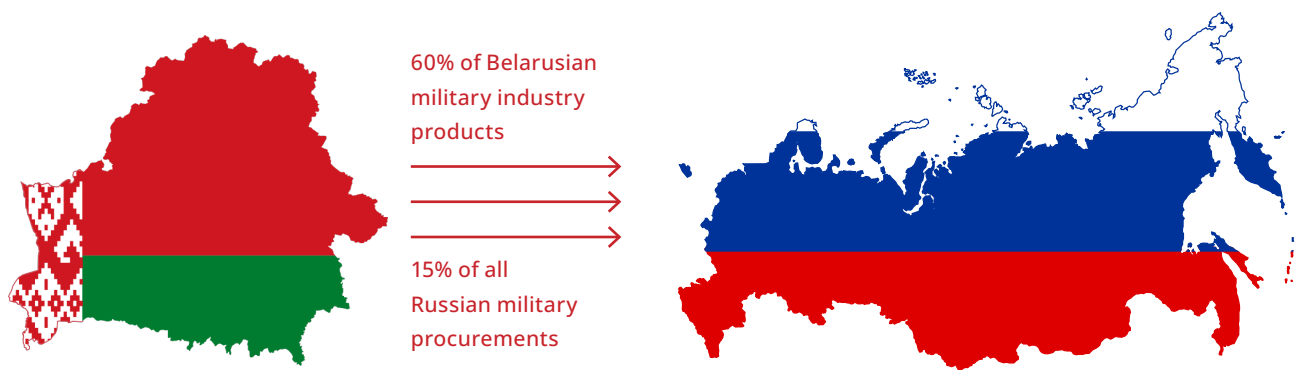 60% of Belarusian
military industry
products
15% of all
Russian military
procurements